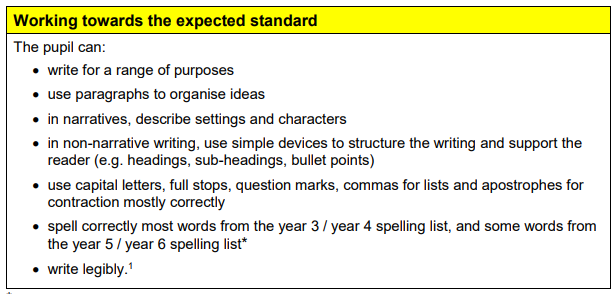 Working towards the expected standard
The pupil can:
• write for a range of purposes
• use paragraphs to organise ideas
• in narratives, describe settings and characters
• in non-narrative writing, use simple devices to structure the writing and support the
reader (e.g. headings, sub-headings, bullet points)
• use capital letters, full stops, question marks, commas for lists and apostrophes for
contraction mostly correctly
• spell correctly most words from the year 3 / year 4 spelling list, and some words from
the year 5 / year 6 spelling list*
• write legibly.¹